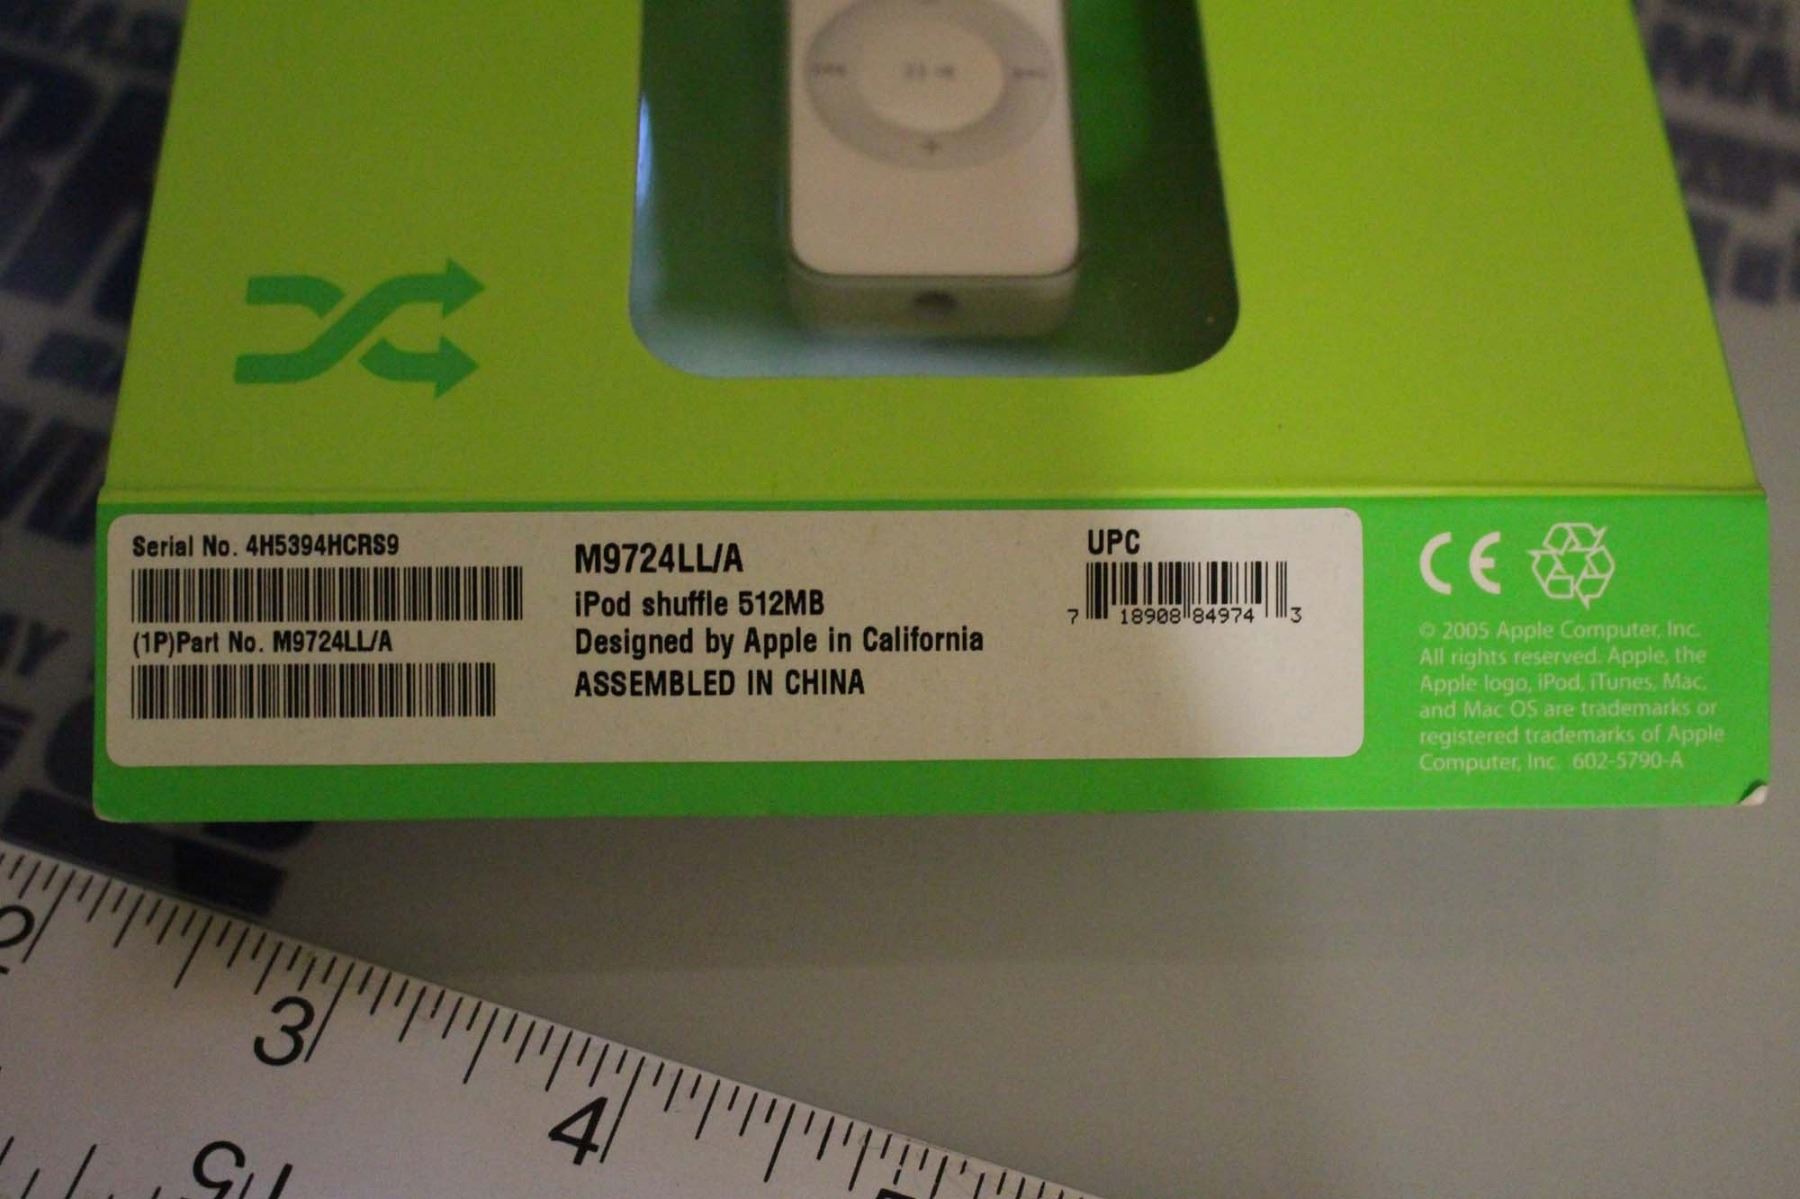 Serial No. 4H5394HCRS9
(1P)Part No. M9724LL/A
M9724LL/A
iPod shuffle 512MB
Designed by Apple in California
ASSEMBLED IN CHINA
UPC
7 18908 84974 3
CE
© 2005 Apple Computer, Inc.
All rights reserved. Apple, the
Apple logo, iPod, iTunes, Mac,
and Mac OS are trademarks or
registered trademarks of Apple
Computer, Inc. 602-5790-A
2
3
4
15